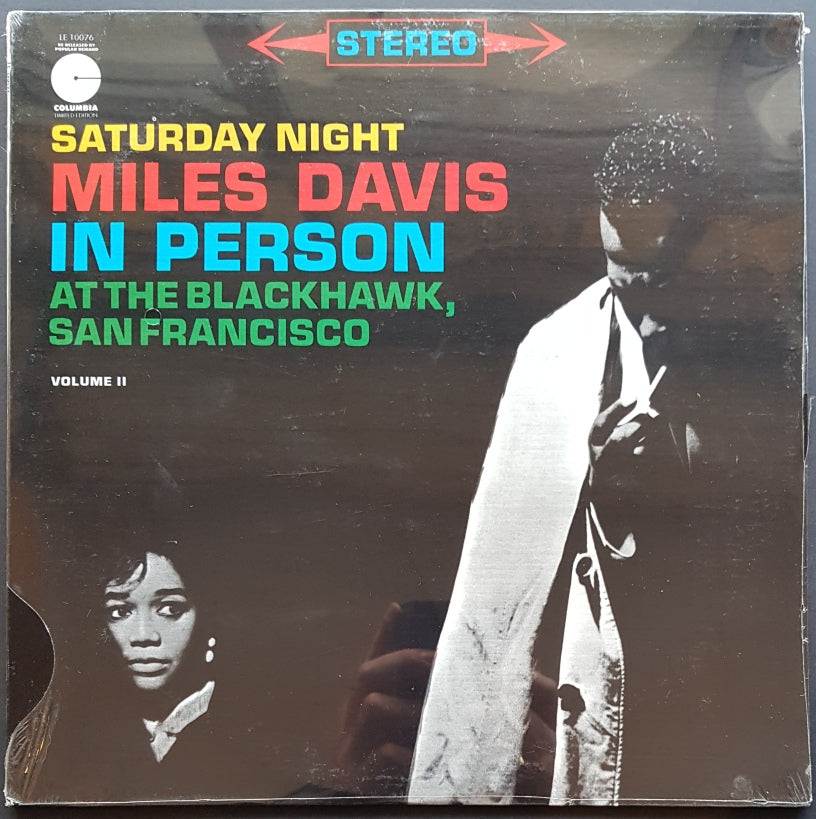 LE 10076
RE-RELEASED BY
POPULAR DEMAND
COLUMBIA
LIMITED EDITION
STEREO
SATURDAY NIGHT
MILES DAVIS
IN PERSON
AT THE BLACKHAWK,
SAN FRANCISCO
VOLUME II